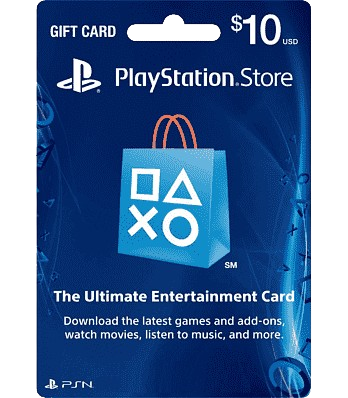 GIFT CARD
$10 USD
PlayStation®Store
SM
The Ultimate Entertainment Card
Download the latest games and add-ons,
watch movies, listen to music, and more.
PSN